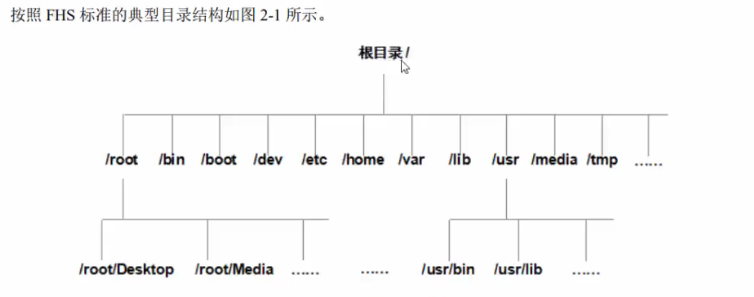 按照 FHS 标准的典型目录结构如图 2-1 所示。
根目录/
/root /bin /boot /dev /etc /home /var /lib /usr /media /tmp ……
/root/Desktop /root/Media …… …… /usr/bin /usr/lib ……